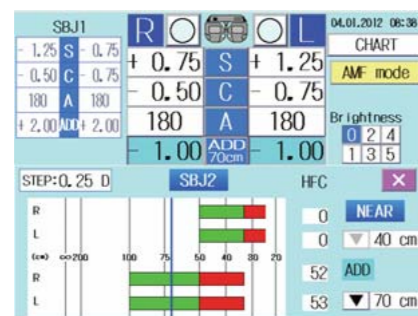 SBJ1
- 1.25 S - 0.75
- 0.50 C - 0.75
180 A 180
+ 2.00 ADD + 2.00
R L
+ 0.75 S + 1.25
- 0.50 C - 0.75
180 A 180
- 1.00 ADD 70cm - 1.00
04.01.2012 08:36
CHART
AMF mode
Brightness
0 2 4
1 3 5
STEP:0.25 D SBJ2 HFC ×
R 0 NEAR
L 0 ▼ 40 cm
(cm) ∞ 200 100 75 50 40 30 20
R 52 ADD
L 53 ▼ 70 cm